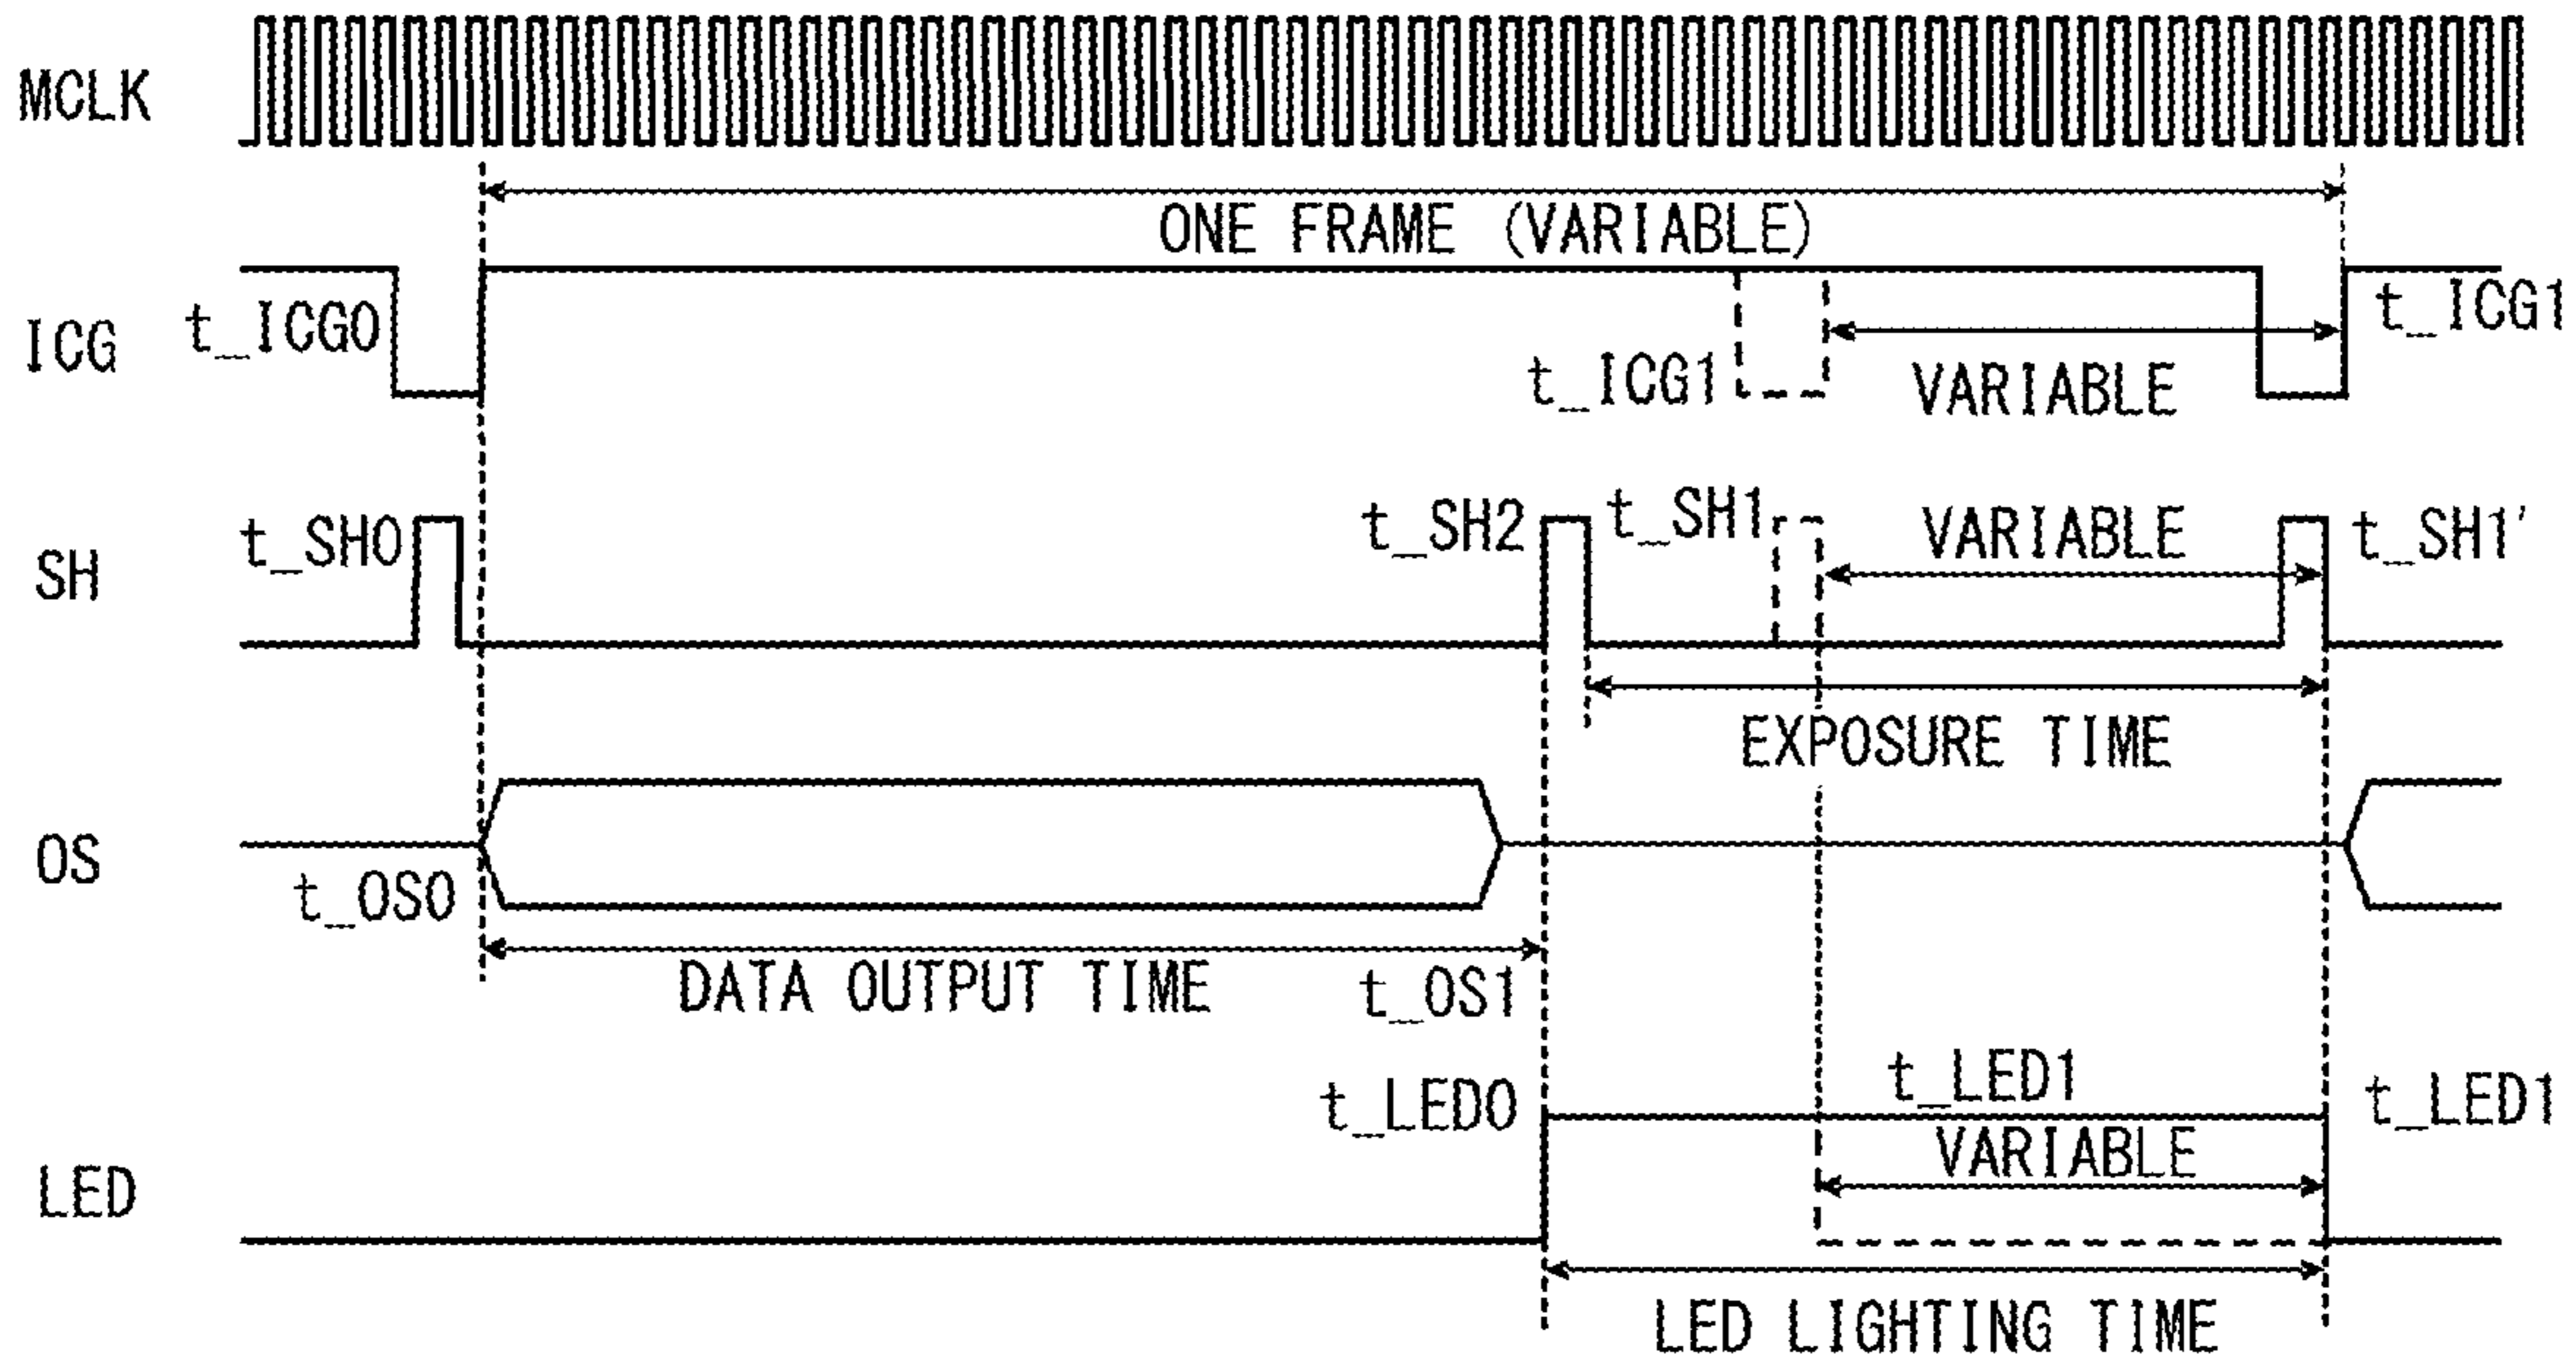 MCLK
ONE FRAME (VARIABLE)
ICG
t_ICG0
t_ICG1
VARIABLE
t_ICG1
SH
t_SH0
t_SH2
t_SH1
VARIABLE
t_SH1'
EXPOSURE TIME
OS
t_OS0
DATA OUTPUT TIME
t_OS1
t_LED0
t_LED1
t_LED1
VARIABLE
LED
LED LIGHTING TIME